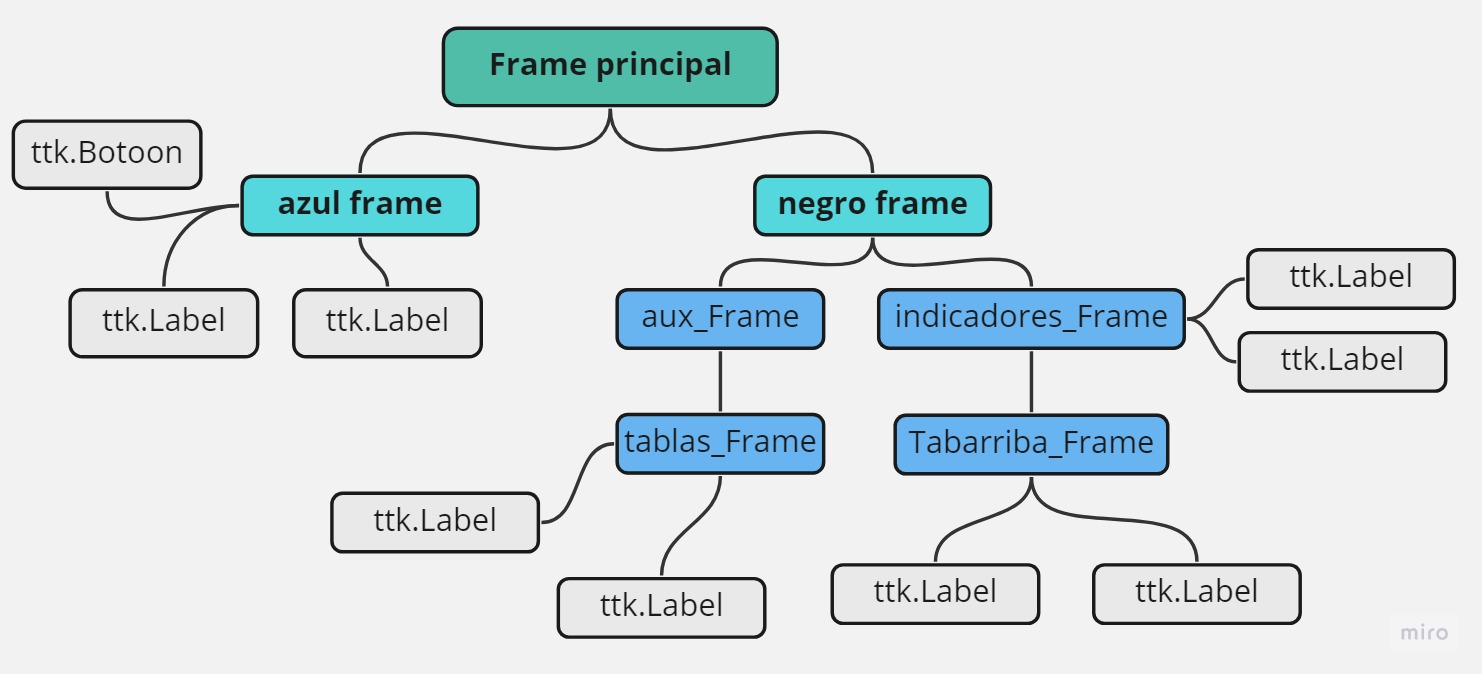 Frame principal
ttk.Botoon
azul frame
negro frame
ttk.Label
ttk.Label
aux_Frame
indicadores_Frame
ttk.Label
ttk.Label
tablas_Frame
Tabarriba_Frame
ttk.Label
ttk.Label
ttk.Label
ttk.Label
miro